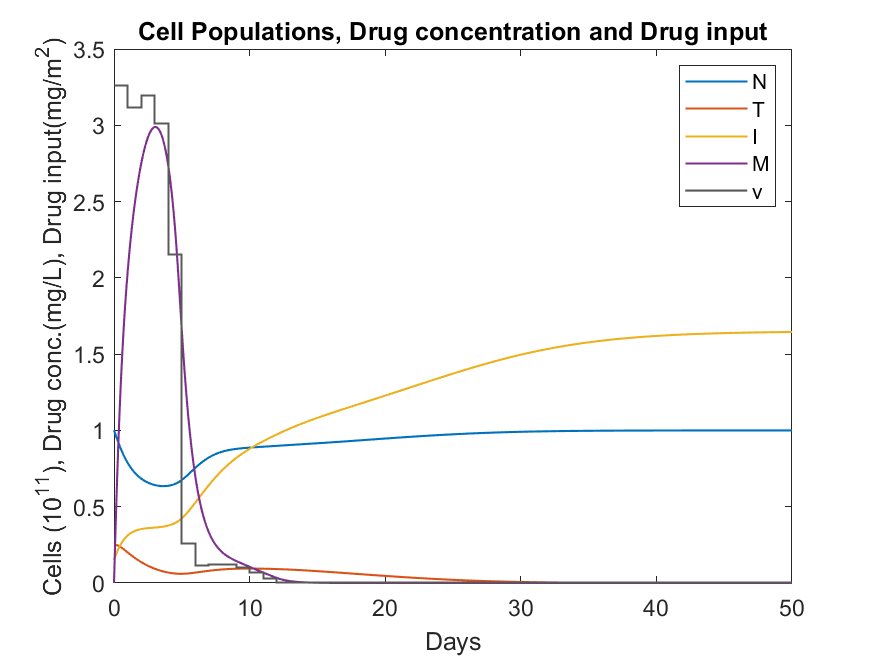 Cell Populations, Drug concentration and Drug input
Cells (10^11), Drug conc.(mg/L), Drug input(mg/m^2)
3.5
3
2.5
2
1.5
1
0.5
0
N
T
I
M
v
0 10 20 30 40 50
Days